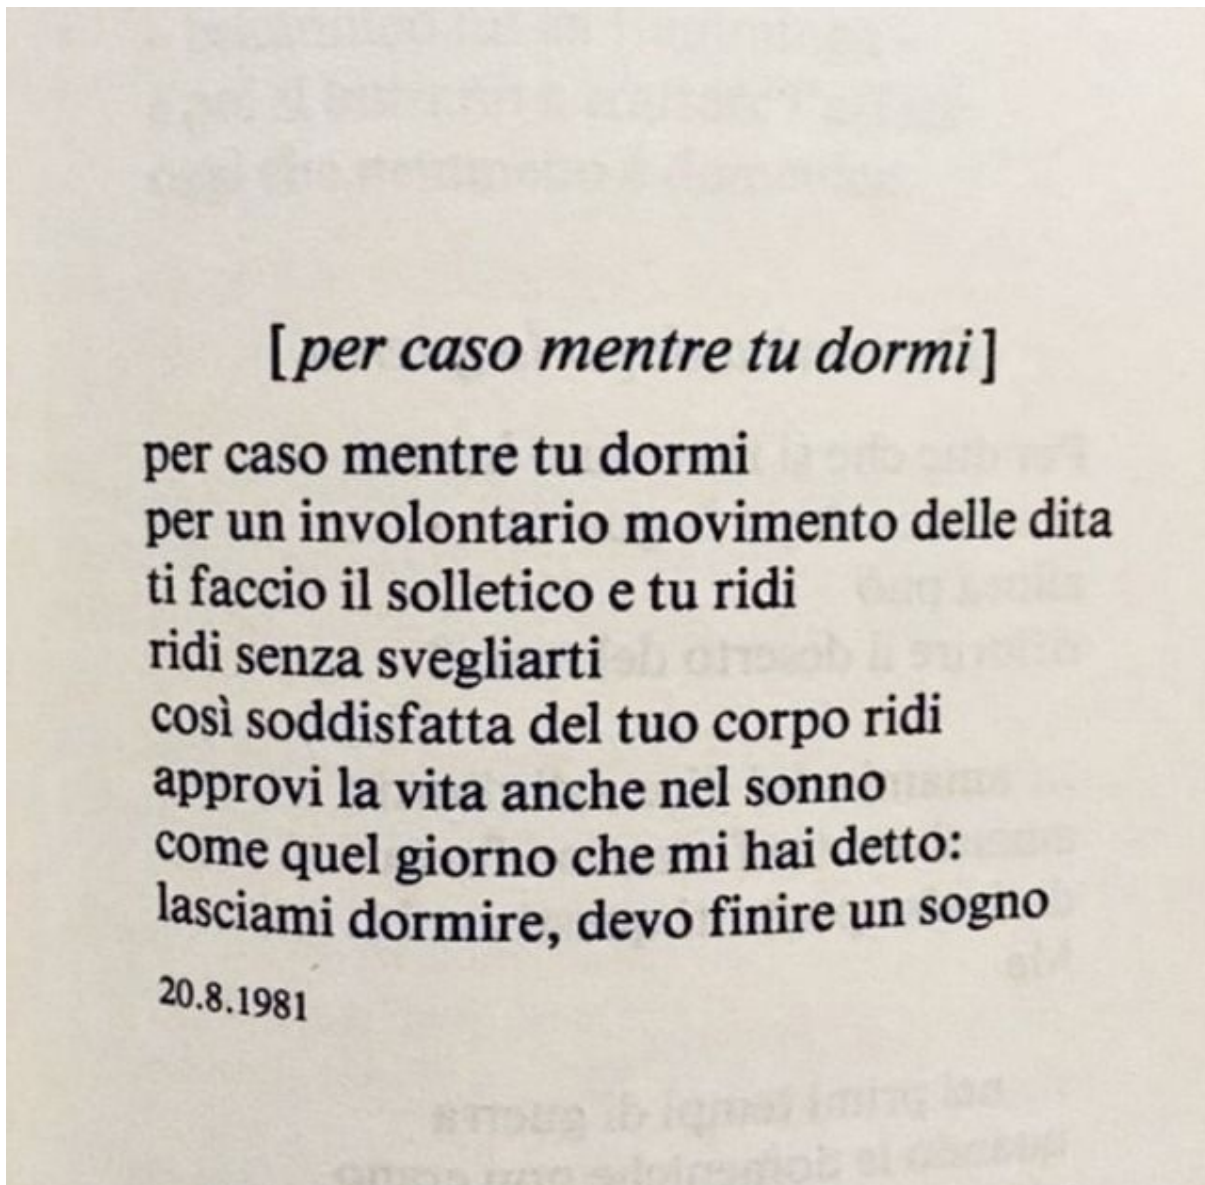 [per caso mentre tu dormi]
per caso mentre tu dormi
per un involontario movimento delle dita
ti faccio il solletico e tu ridi
ridi senza svegliarti
così soddisfatta del tuo corpo ridi
approvi la vita anche nel sonno
come quel giorno che mi hai detto:
lasciami dormire, devo finire un sogno
20.8.1981